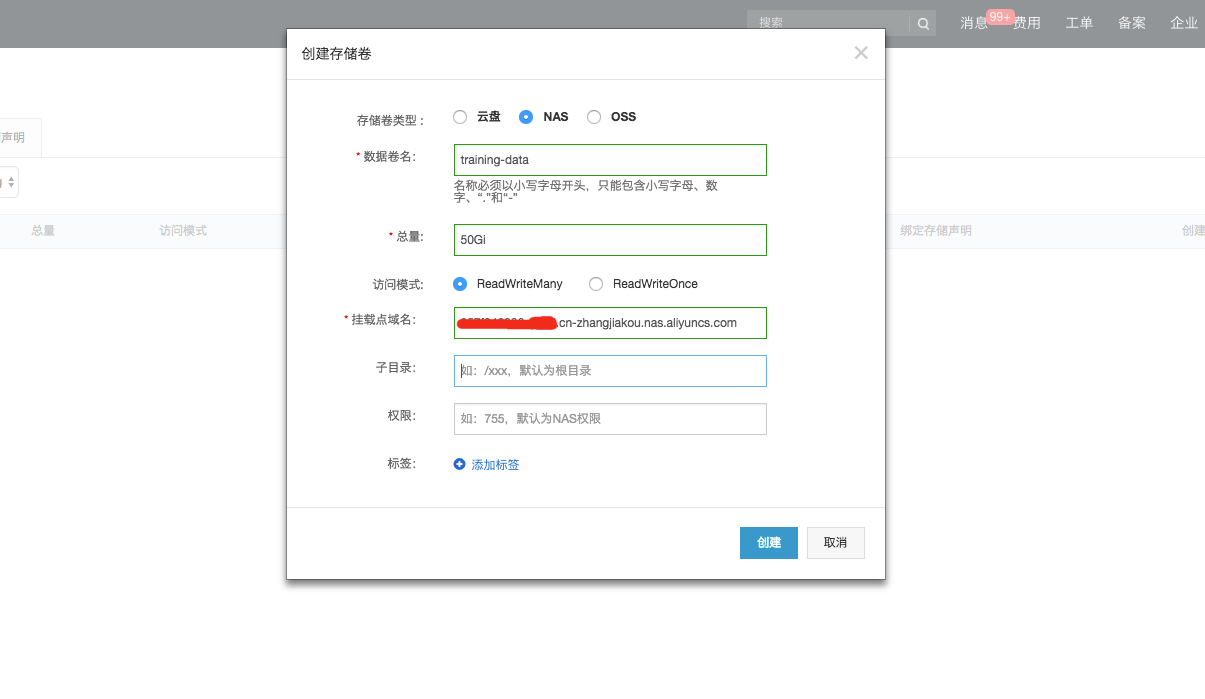 搜索
消息 99+ 费用 工单 备案 企业
创建存储卷
声明
存储卷类型 : 云盘 NAS OSS
* 数据卷名: training-data
名称必须以小写字母开头，只能包含小写字母、数
字、“.”和“-”
总量 访问模式 绑定存储声明 创建
* 总量: 50Gi
访问模式: ReadWriteMany ReadWriteOnce
* 挂载点域名: .cn-zhangjiakou.nas.aliyuncs.com
子目录: 如：/xxx，默认为根目录
权限: 如：755，默认为NAS权限
标签: 添加标签
创建 取消